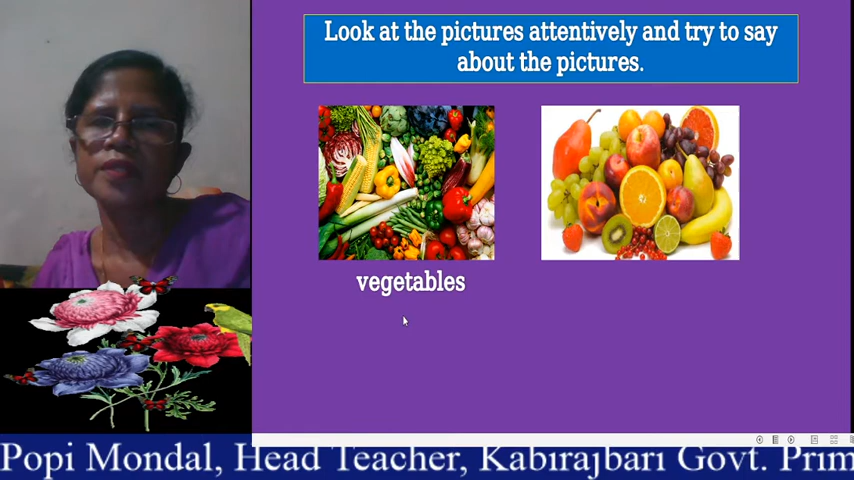 Look at the pictures attentively and try to say
about the pictures.
vegetables
Popi Mondal, Head Teacher, Kabirajbari Govt. Prim